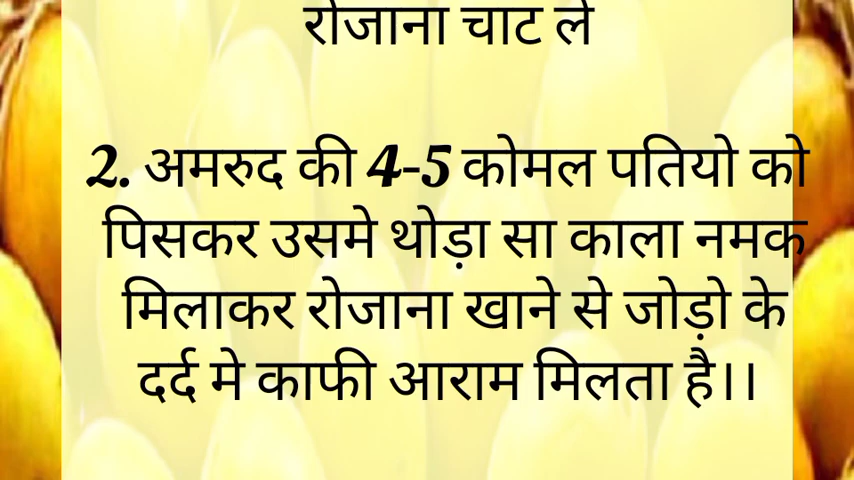 रोजाना चाट ले
2. अमरुद की 4-5 कोमल पतियो को
पिसकर उसमे थोड़ा सा काला नमक
मिलाकर रोजाना खाने से जोड़ो के
दर्द मे काफी आराम मिलता है।।